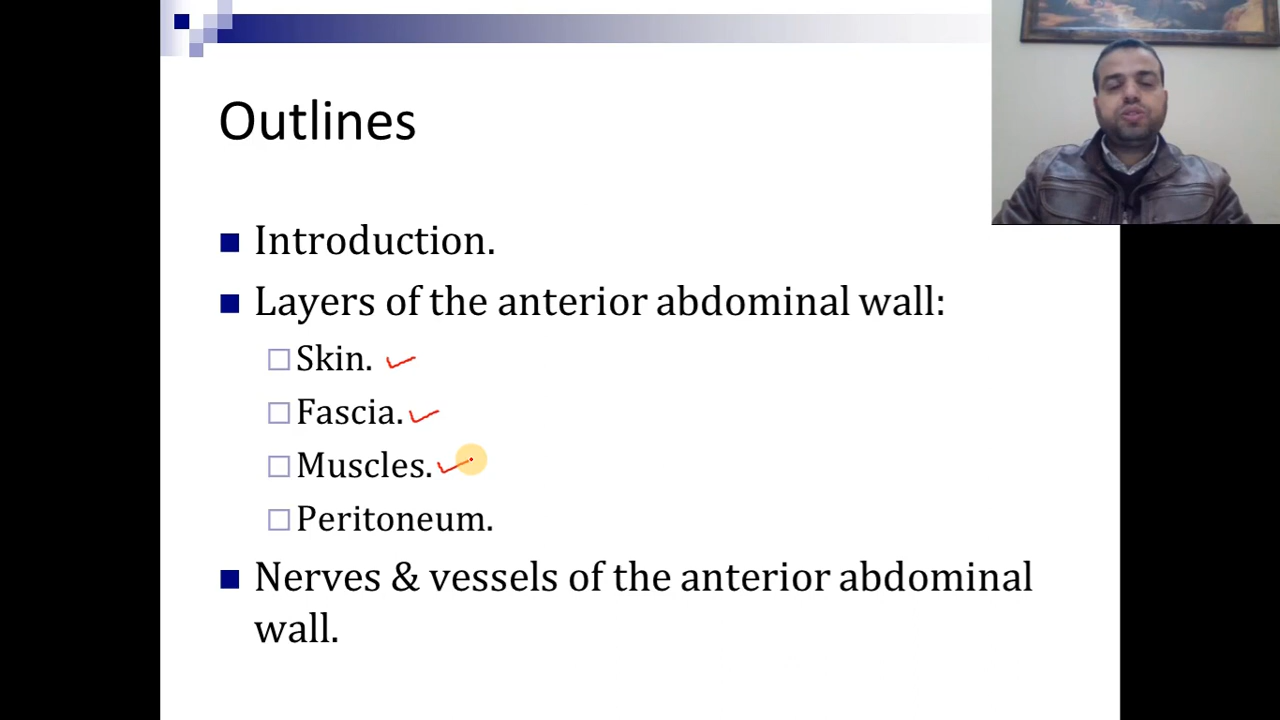 Outlines
Introduction.
Layers of the anterior abdominal wall:
Skin.
Fascia.
Muscles.
Peritoneum.
Nerves & vessels of the anterior abdominal
wall.